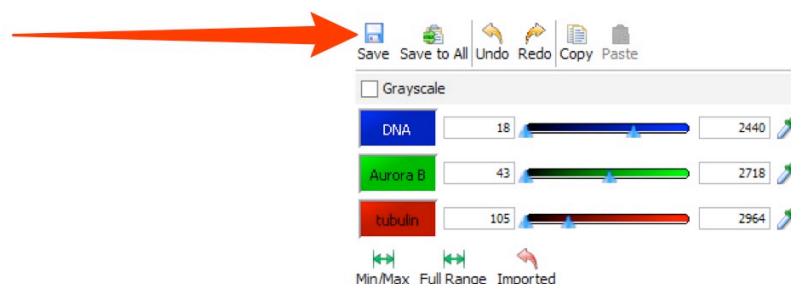 Save Save to All Undo Redo Copy Paste
Grayscale
DNA 18 2440
Aurora B 43 2718
tubulin 105 2964
Min/Max Full Range Imported